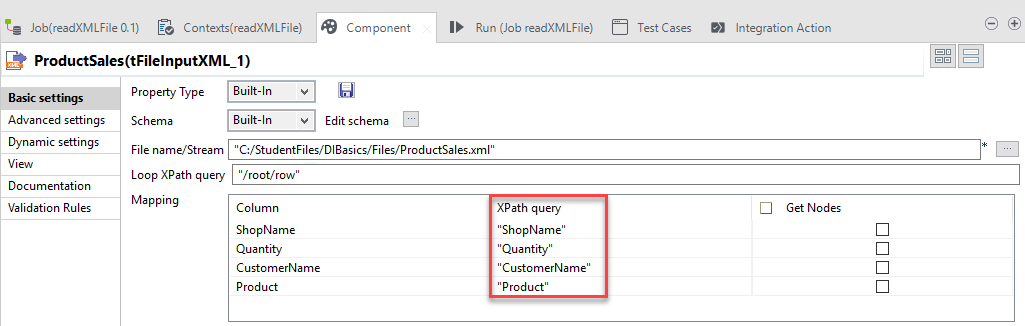 Job(readXMLFile 0.1) Contexts(readXMLFile) Component Run (Job readXMLFile) Test Cases Intergration Action
ProductSales(tFileInputXML_1)
Basic settings
Advanced settings
Dynamic settings
View
Documentation
Validation Rules
Property Type Built-In
Schema Built-In Edit schema ...
File name/Stream "C:/StudentFiles/DIBasics/Files/ProductSales.xml" * ...
Loop XPath query "/root/row"
Mapping
Column XPath query Get Nodes
ShopName "ShopName"
Quantity "Quantity"
CustomerName "CustomerName"
Product "Product"